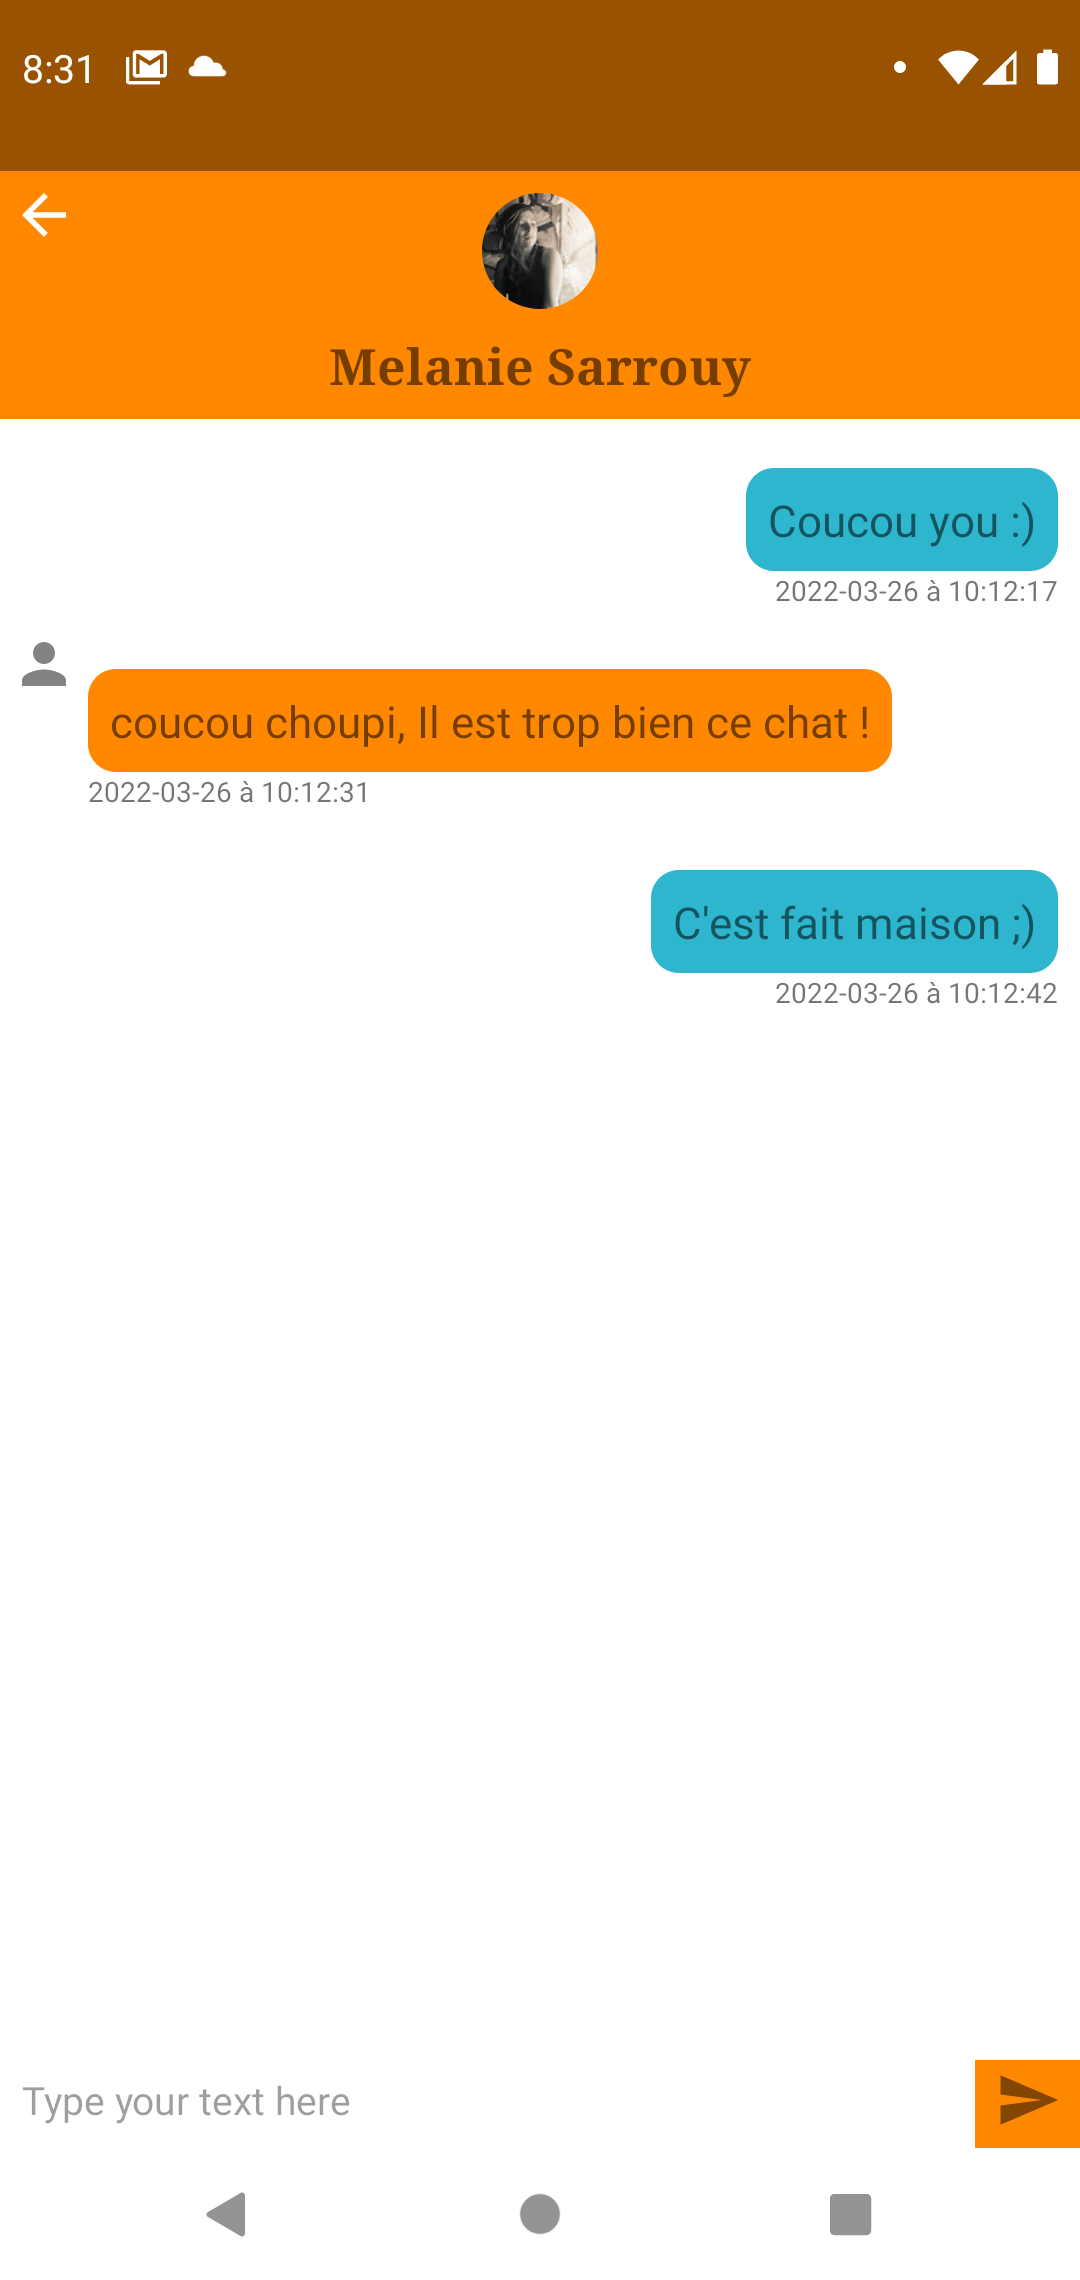 8:31
Melanie Sarrouy
Coucou you :)
2022-03-26 à 10:12:17
coucou choupi, Il est trop bien ce chat !
2022-03-26 à 10:12:31
C'est fait maison ;)
2022-03-26 à 10:12:42
Type your text here